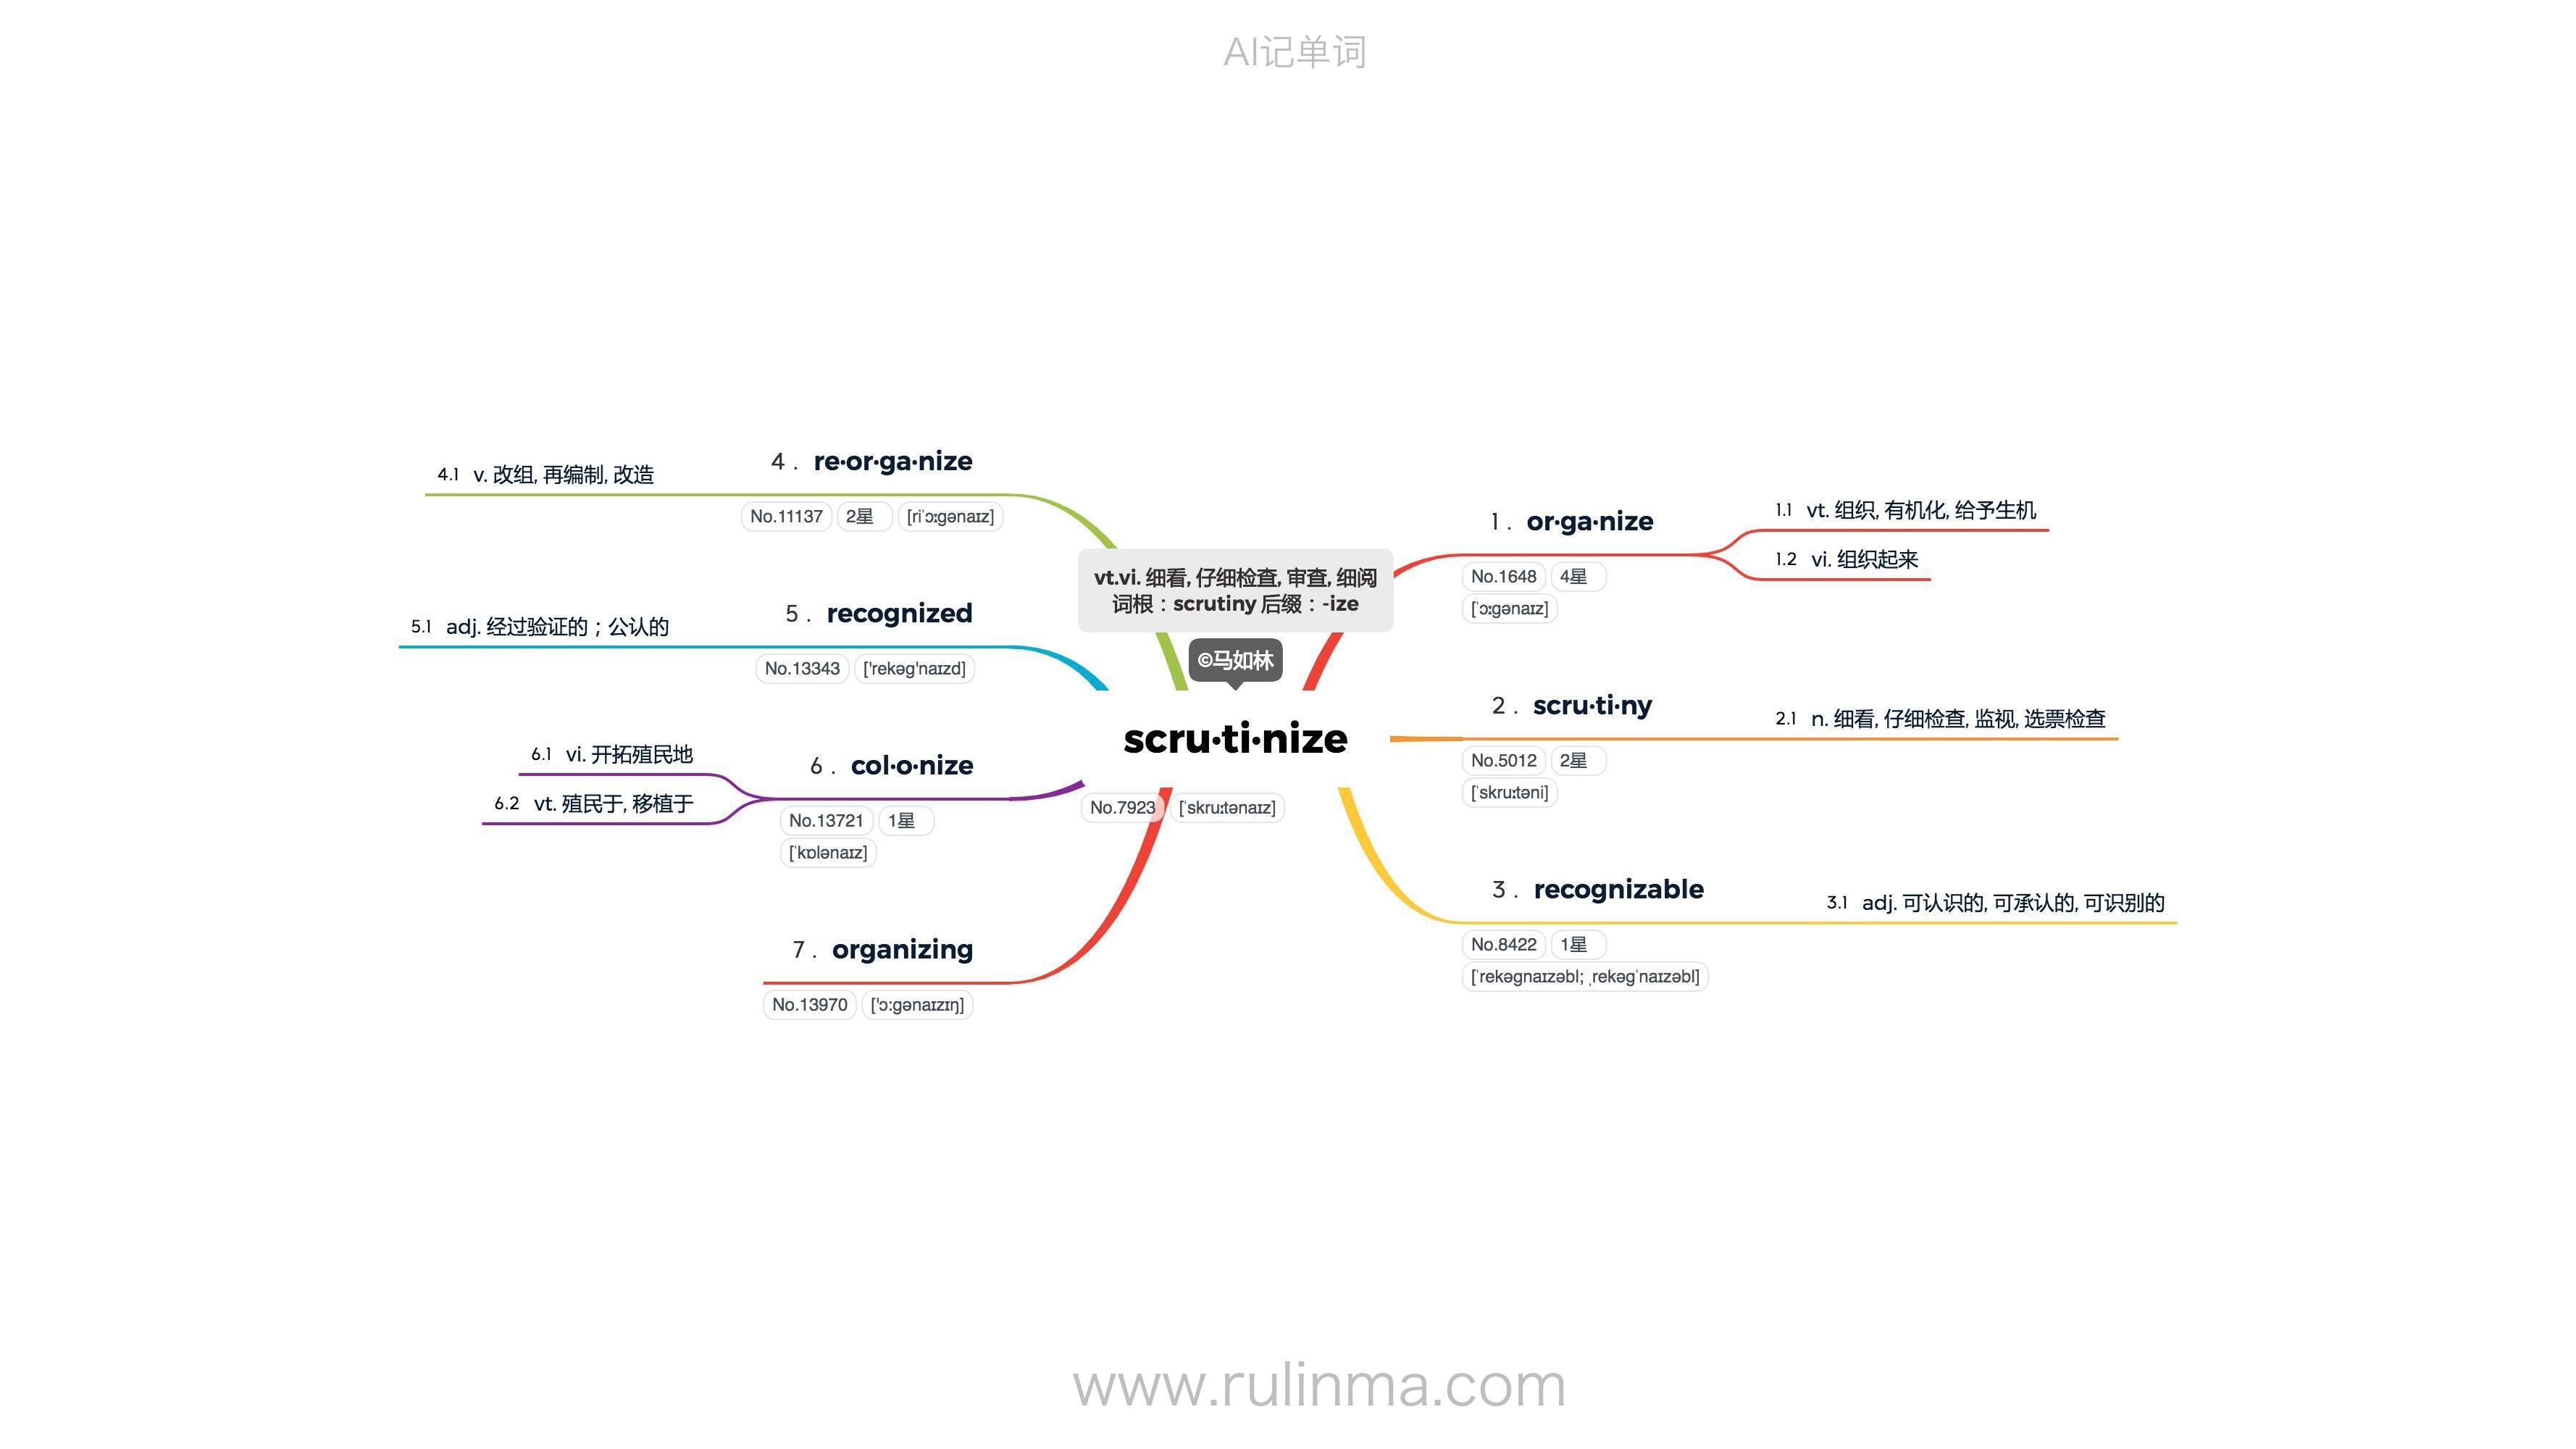 AI记单词
vt.vi. 细看, 仔细检查, 审查, 细阅
词根：scrutiny 后缀：-ize
©马如林
scru·ti·nize
No.7923 [ˈskruːtənaɪz]
1 . or·ga·nize
No.1648 4星
[ˈɔːgənaɪz]
1.1 vt. 组织, 有机化, 给予生机
1.2 vi. 组织起来
2 . scru·ti·ny
No.5012 2星
[ˈskruːtəni]
2.1 n. 细看, 仔细检查, 监视, 选票检查
3 . recognizable
No.8422 1星
[ˈrekəgnaɪzəbl; ˌrekəgˈnaɪzəbl]
3.1 adj. 可认识的, 可承认的, 可识别的
4 . re·or·ga·nize
No.11137 2星 [riˈɔːgənaɪz]
4.1 v. 改组, 再编制, 改造
5 . recognized
No.13343 ['rekəg'naɪzd]
5.1 adj. 经过验证的；公认的
6 . col·o·nize
No.13721 1星
[ˈkɒlənaɪz]
6.1 vi. 开拓殖民地
6.2 vt. 殖民于, 移植于
7 . organizing
No.13970 ['ɔ:gənaɪzɪŋ]
www.rulinma.com